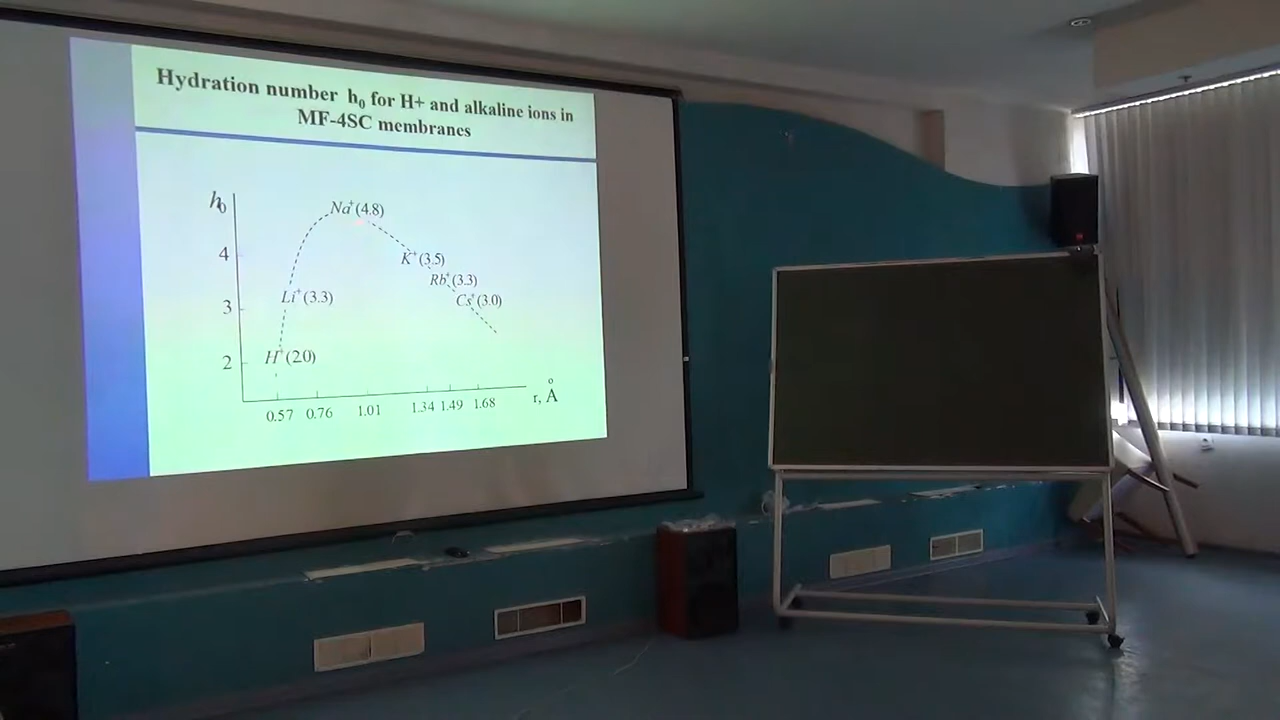 Hydration number h₀ for H+ and alkaline ions in
MF-4SC membranes
h₀
Na⁺(4.8)
4
K⁺(3.5)
Rb⁺(3.3)
Cs⁺(3.0)
Li⁺(3.3)
3
H⁺(2.0)
2
0.57 0.76 1.01 1.34 1.49 1.68
r, Å